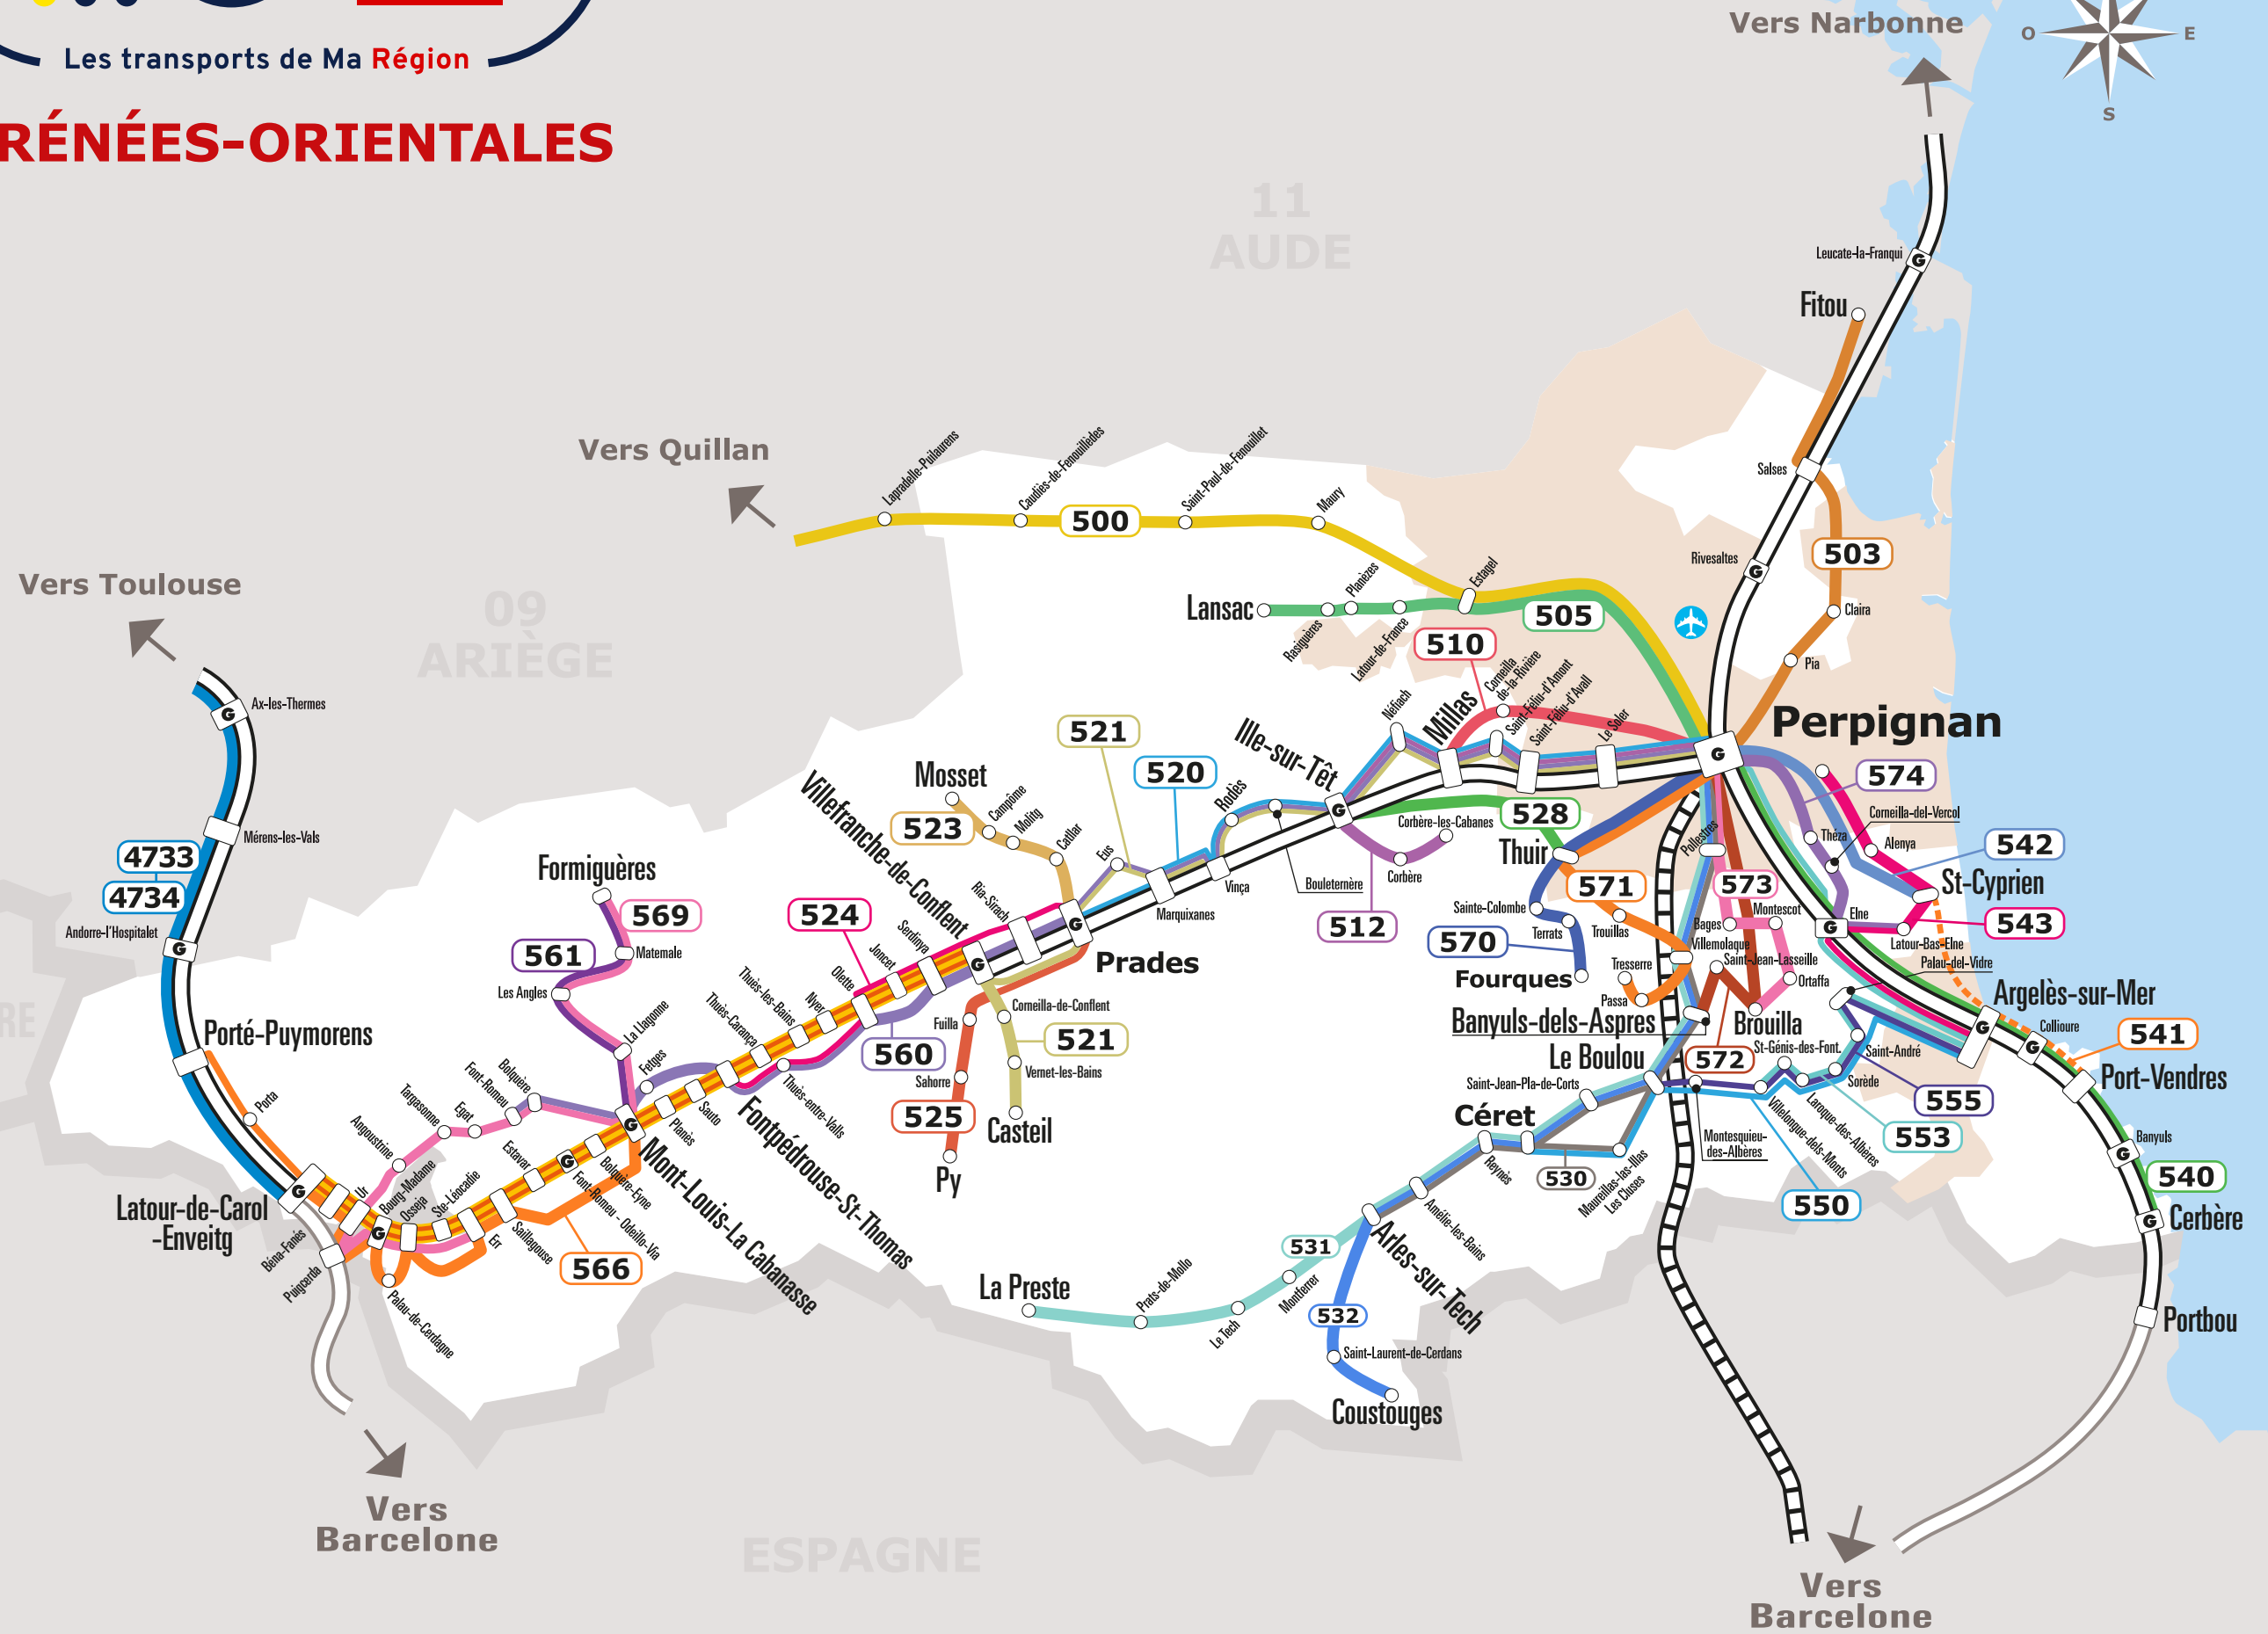 Les transports de Ma Région
RÉNÉES-ORIENTALES
Vers Narbonne
O
E
S
11
AUDE
Leucate-la-Franqui
Fitou
Salses
Rivesaltes
503
Claira
Pia
Vers Quillan
Lapradelle-Puilaurens
Caudiès-de-Fenouillèdes
500
Saint-Paul-de-Fenouillet
Maury
Estagel
Lansac
Rasiguères
Planèzes
Latour-de-France
505
510
Vers Toulouse
09
ARIÈGE
Ax-les-Thermes
Mérens-les-Vals
4733
4734
Andorre-l'Hospitalet
Porté-Puymorens
Porta
Latour-de-Carol
-Enveitg
Béna-Fanès
Puigcerda
Ur
Bourg-Madame
Osseja
Ste-Léocadie
Err
Saillagouse
Estavar
Font-Romeu - Odeillo-Via
Bolquère-Eyne
Palau-de-Cerdagne
566
Angoustrine
Targasonne
Egat
Font-Romeu
Bolquère
Mont-Louis-La Cabanasse
Planès
Sauto
Fontpédrouse-St-Thomas
Fetges
La Llagonne
Les Angles
Matemale
Formiguères
569
561
Thuès-Carança
Thuès-les-Bains
Thuès-entre-Valls
Nyer
Olette
Joncet
Serdinya
524
560
Villefranche-de-Conflent
Ria-Sirach
Prades
Mosset
523
Campôme
Molitg
Catllar
Fuilla
Sahorre
525
Py
Corneilla-de-Conflent
521
Vernet-les-Bains
Casteil
521
520
Eus
Marquixanes
Vinça
Rodès
Bouleternère
Ille-sur-Têt
Néfiach
Millas
Corneilla
de-la-Rivière
Saint-Féliu-d'Amont
Saint-Féliu-d'Avall
Le Soler
Perpignan
512
Corbère
Corbère-les-Cabanes
528
Thuir
571
Sainte-Colombe
Terrats
570
Fourques
Trouillas
Tresserre
Passa
Villemolaque
Banyuls-dels-Aspres
Pollestres
573
Bages
Montescot
Saint-Jean-Lasseille
Ortaffa
Brouilla
572
574
Corneilla-del-Vercol
Théza
Alenya
542
St-Cyprien
543
Elne
Latour-Bas-Elne
Palau-del-Vidre
Argelès-sur-Mer
Collioure
541
Port-Vendres
Banyuls
540
Cerbère
Portbou
Le Boulou
St-Génis-des-Font.
Saint-André
Sorède
555
553
Laroque-des-Albères
Villelongue-dels-Monts
550
Montesquieu-
des-Albères
Saint-Jean-Pla-de-Corts
Céret
530
Maureillas-las-Illas
Les Cluses
Reynès
Amélie-les-Bains
Arles-sur-Tech
531
Montferrer
Le Tech
Prats-de-Mollo
La Preste
532
Saint-Laurent-de-Cerdans
Coustouges
Vers
Barcelone
ESPAGNE
Vers
Barcelone
RE